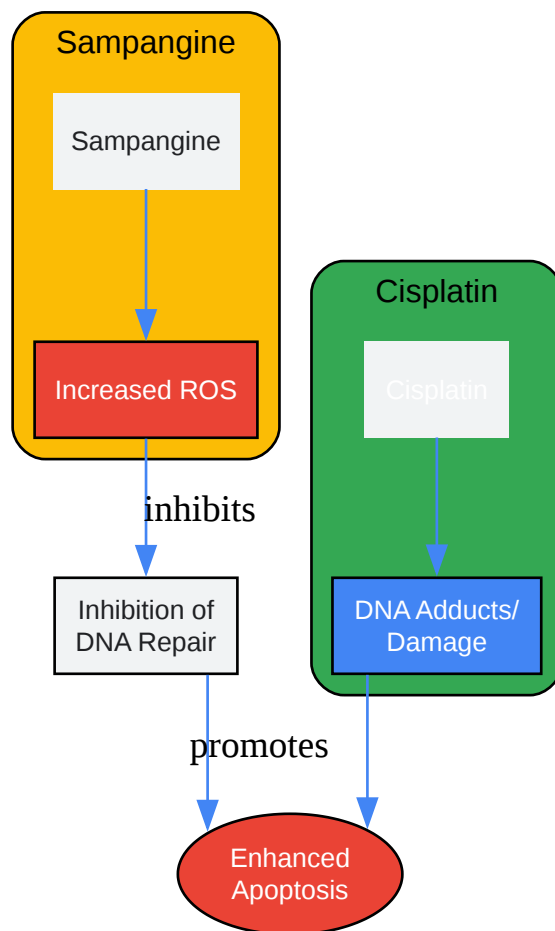 Sampangine
Sampangine
Increased ROS
inhibits
Inhibition of
DNA Repair
Cisplatin
Cisplatin
DNA Adducts/
Damage
promotes
Enhanced
Apoptosis